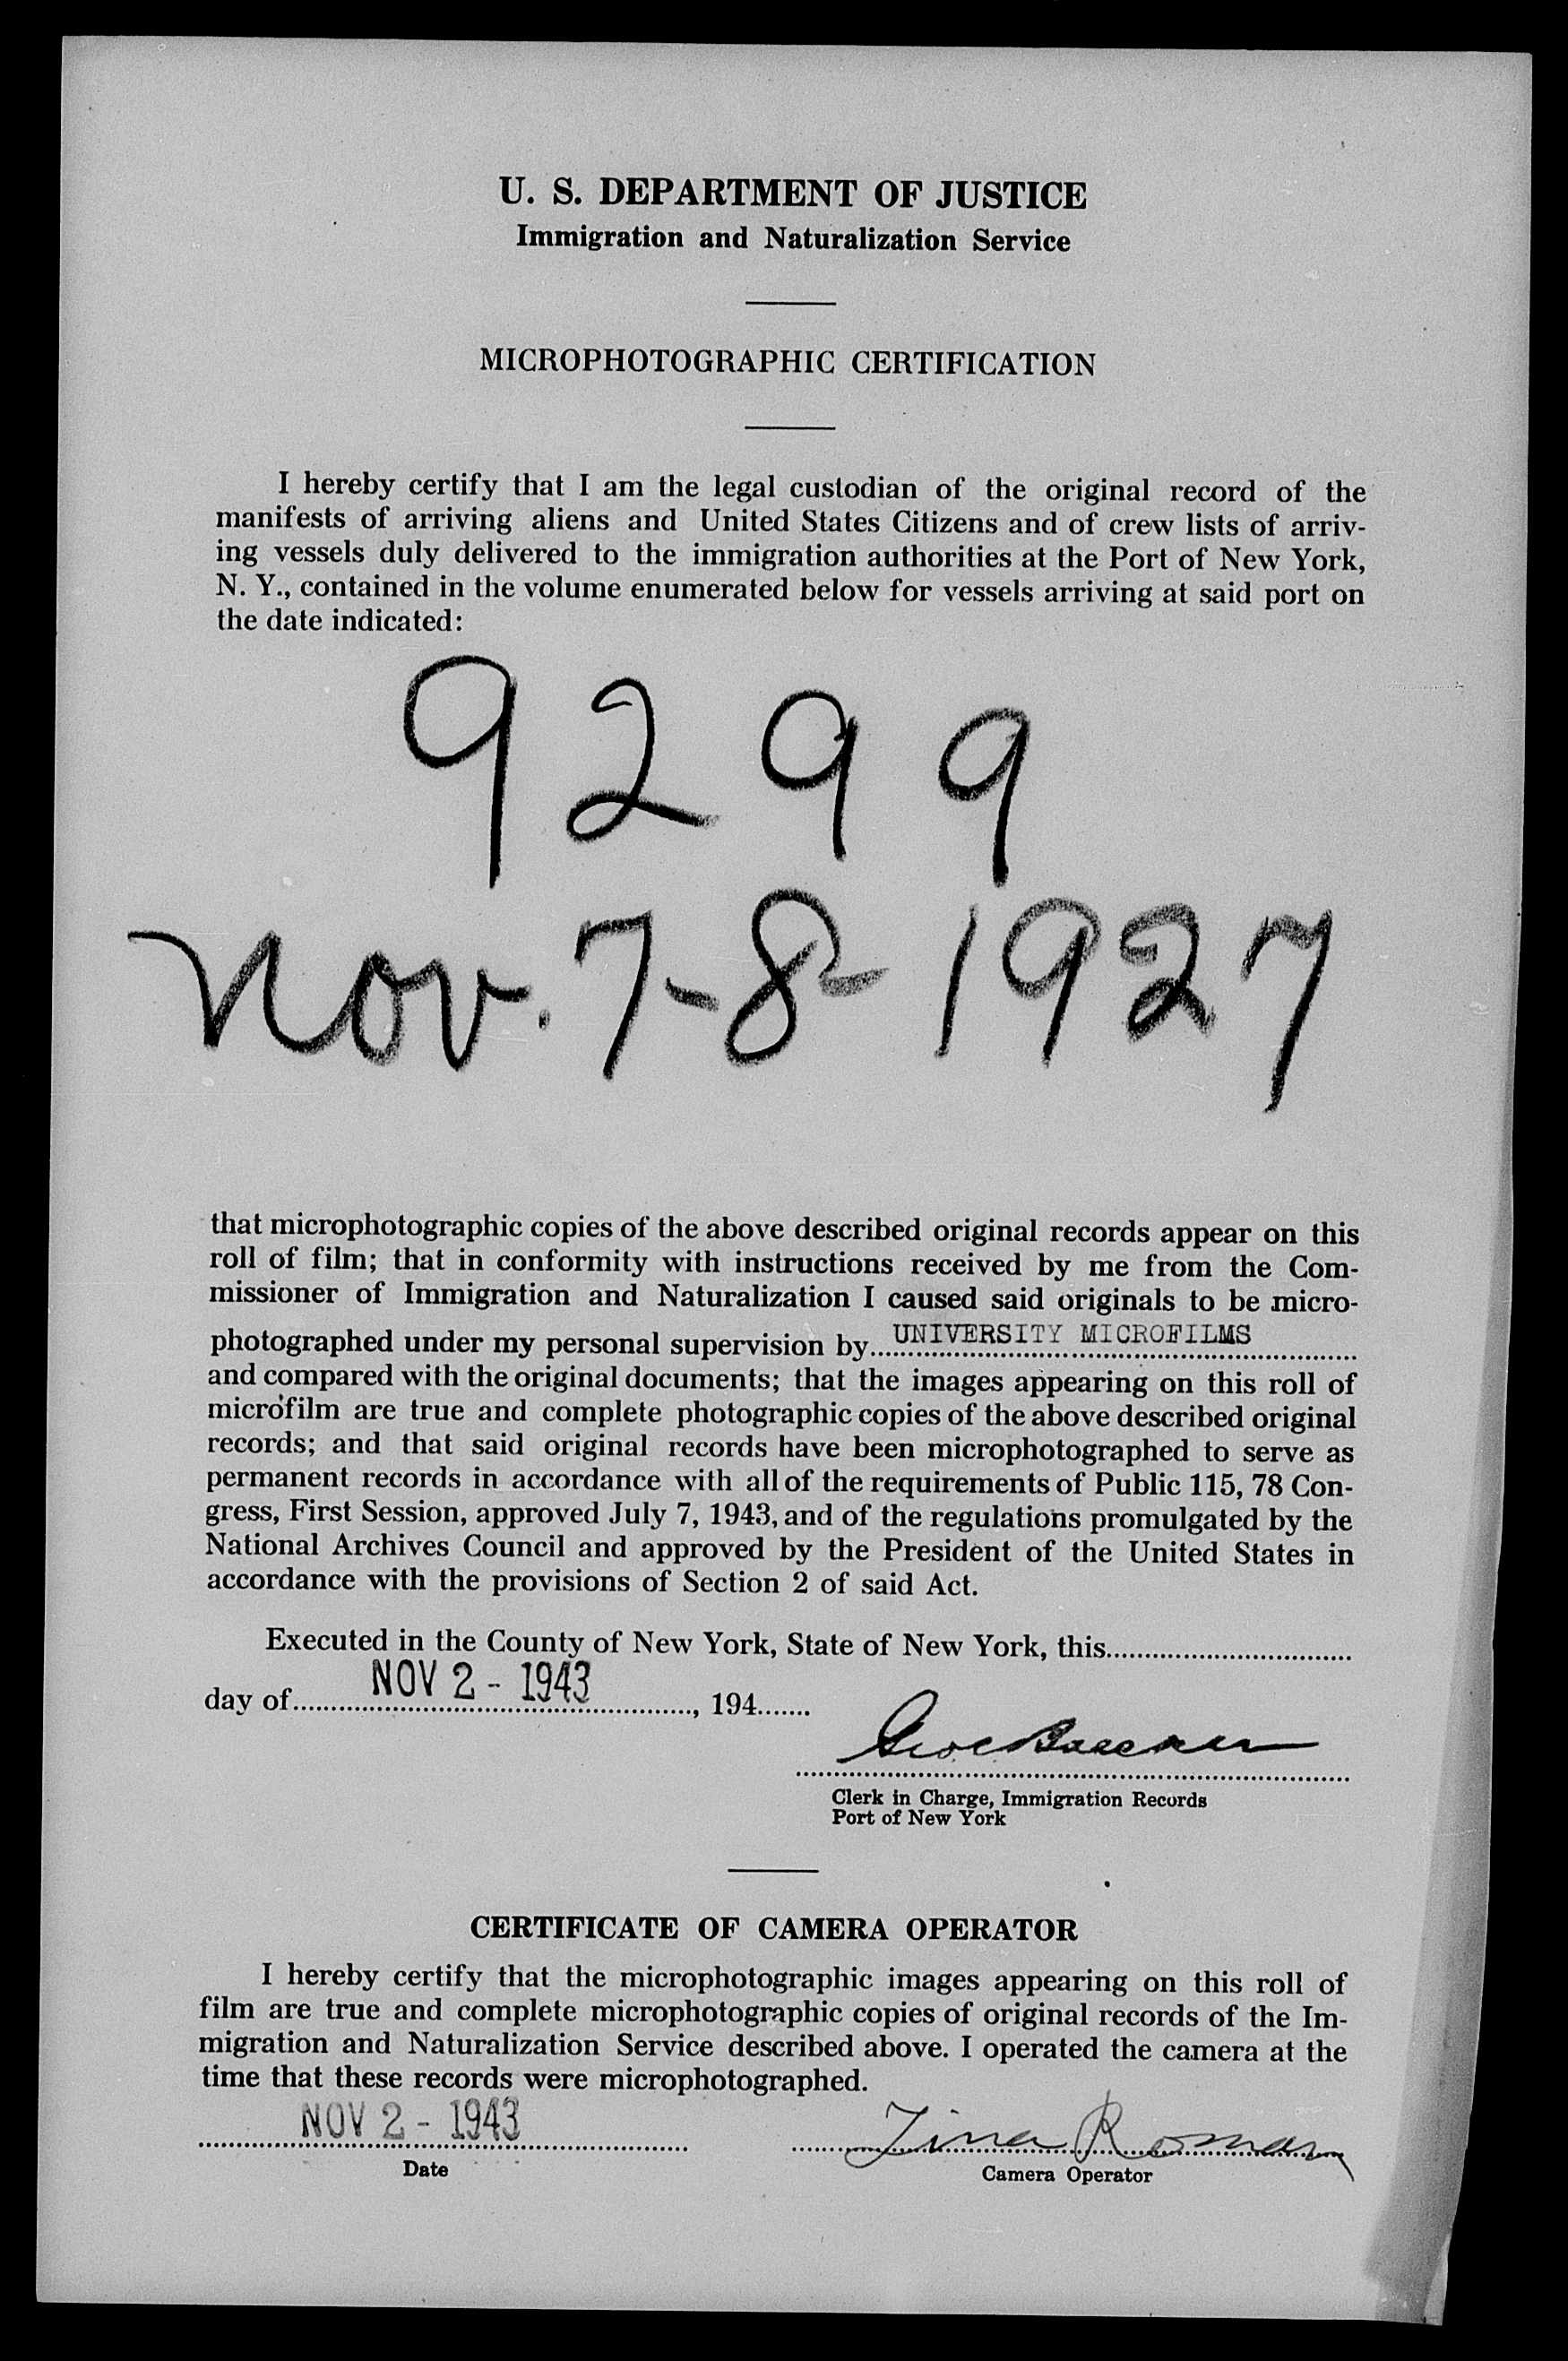 U. S. DEPARTMENT OF JUSTICE
Immigration and Naturalization Service
MICROPHOTOGRAPHIC CERTIFICATION
I hereby certify that I am the legal custodian of the original record of the
manifests of arriving aliens and United States Citizens and of crew lists of arriv-
ing vessels duly delivered to the immigration authorities at the Port of New York,
N. Y., contained in the volume enumerated below for vessels arriving at said port on
the date indicated:
9299
Nov. 7-8-1927
that microphotographic copies of the above described original records appear on this
roll of film; that in conformity with instructions received by me from the Com-
missioner of Immigration and Naturalization I caused said originals to be micro-
photographed under my personal supervision by UNIVERSITY MICROFILMS
and compared with the original documents; that the images appearing on this roll of
microfilm are true and complete photographic copies of the above described original
records; and that said original records have been microphotographed to serve as
permanent records in accordance with all of the requirements of Public 115, 78 Con-
gress, First Session, approved July 7, 1943, and of the regulations promulgated by the
National Archives Council and approved by the President of the United States in
accordance with the provisions of Section 2 of said Act.
Executed in the County of New York, State of New York, this
day of NOV 2 - 1943, 194
Clerk in Charge, Immigration Records
Port of New York
CERTIFICATE OF CAMERA OPERATOR
I hereby certify that the microphotographic images appearing on this roll of
film are true and complete microphotographic copies of original records of the Im-
migration and Naturalization Service described above. I operated the camera at the
time that these records were microphotographed.
NOV 2 - 1943 Tina Roman
Date Camera Operator